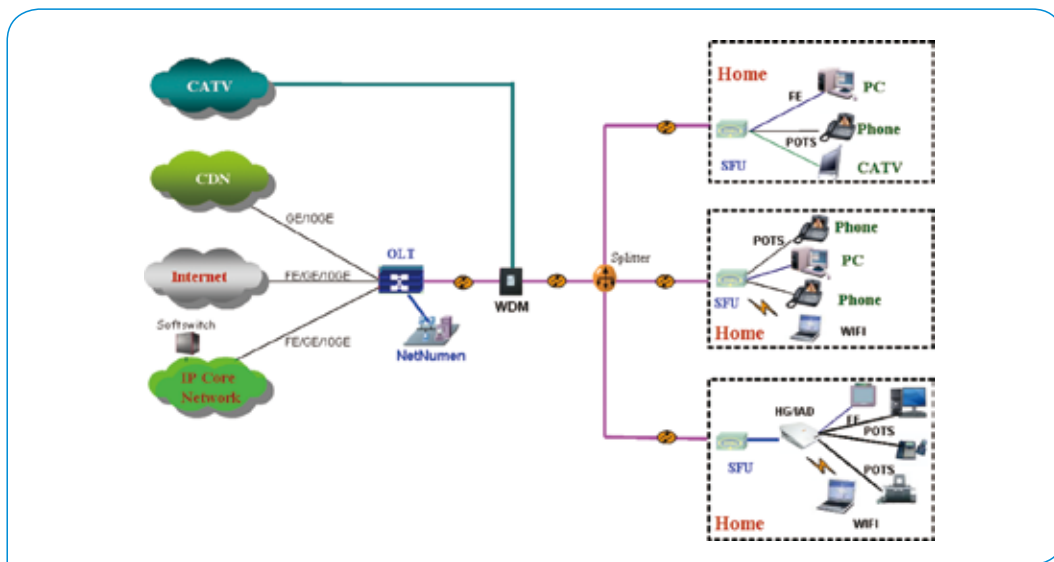 CATV
CDN
GE/10GE
Internet
FE/GE/10GE
Softswitch
FE/GE/10GE
IP Core
Network
OLT
NetNumen
WDM
Splitter
Home
FE
PC
POTS
Phone
SFU
CATV
POTS
Phone
PC
SFU
Phone
Home
WIFI
HG/IAD
FE
POTS
SFU
POTS
Home
WIFI